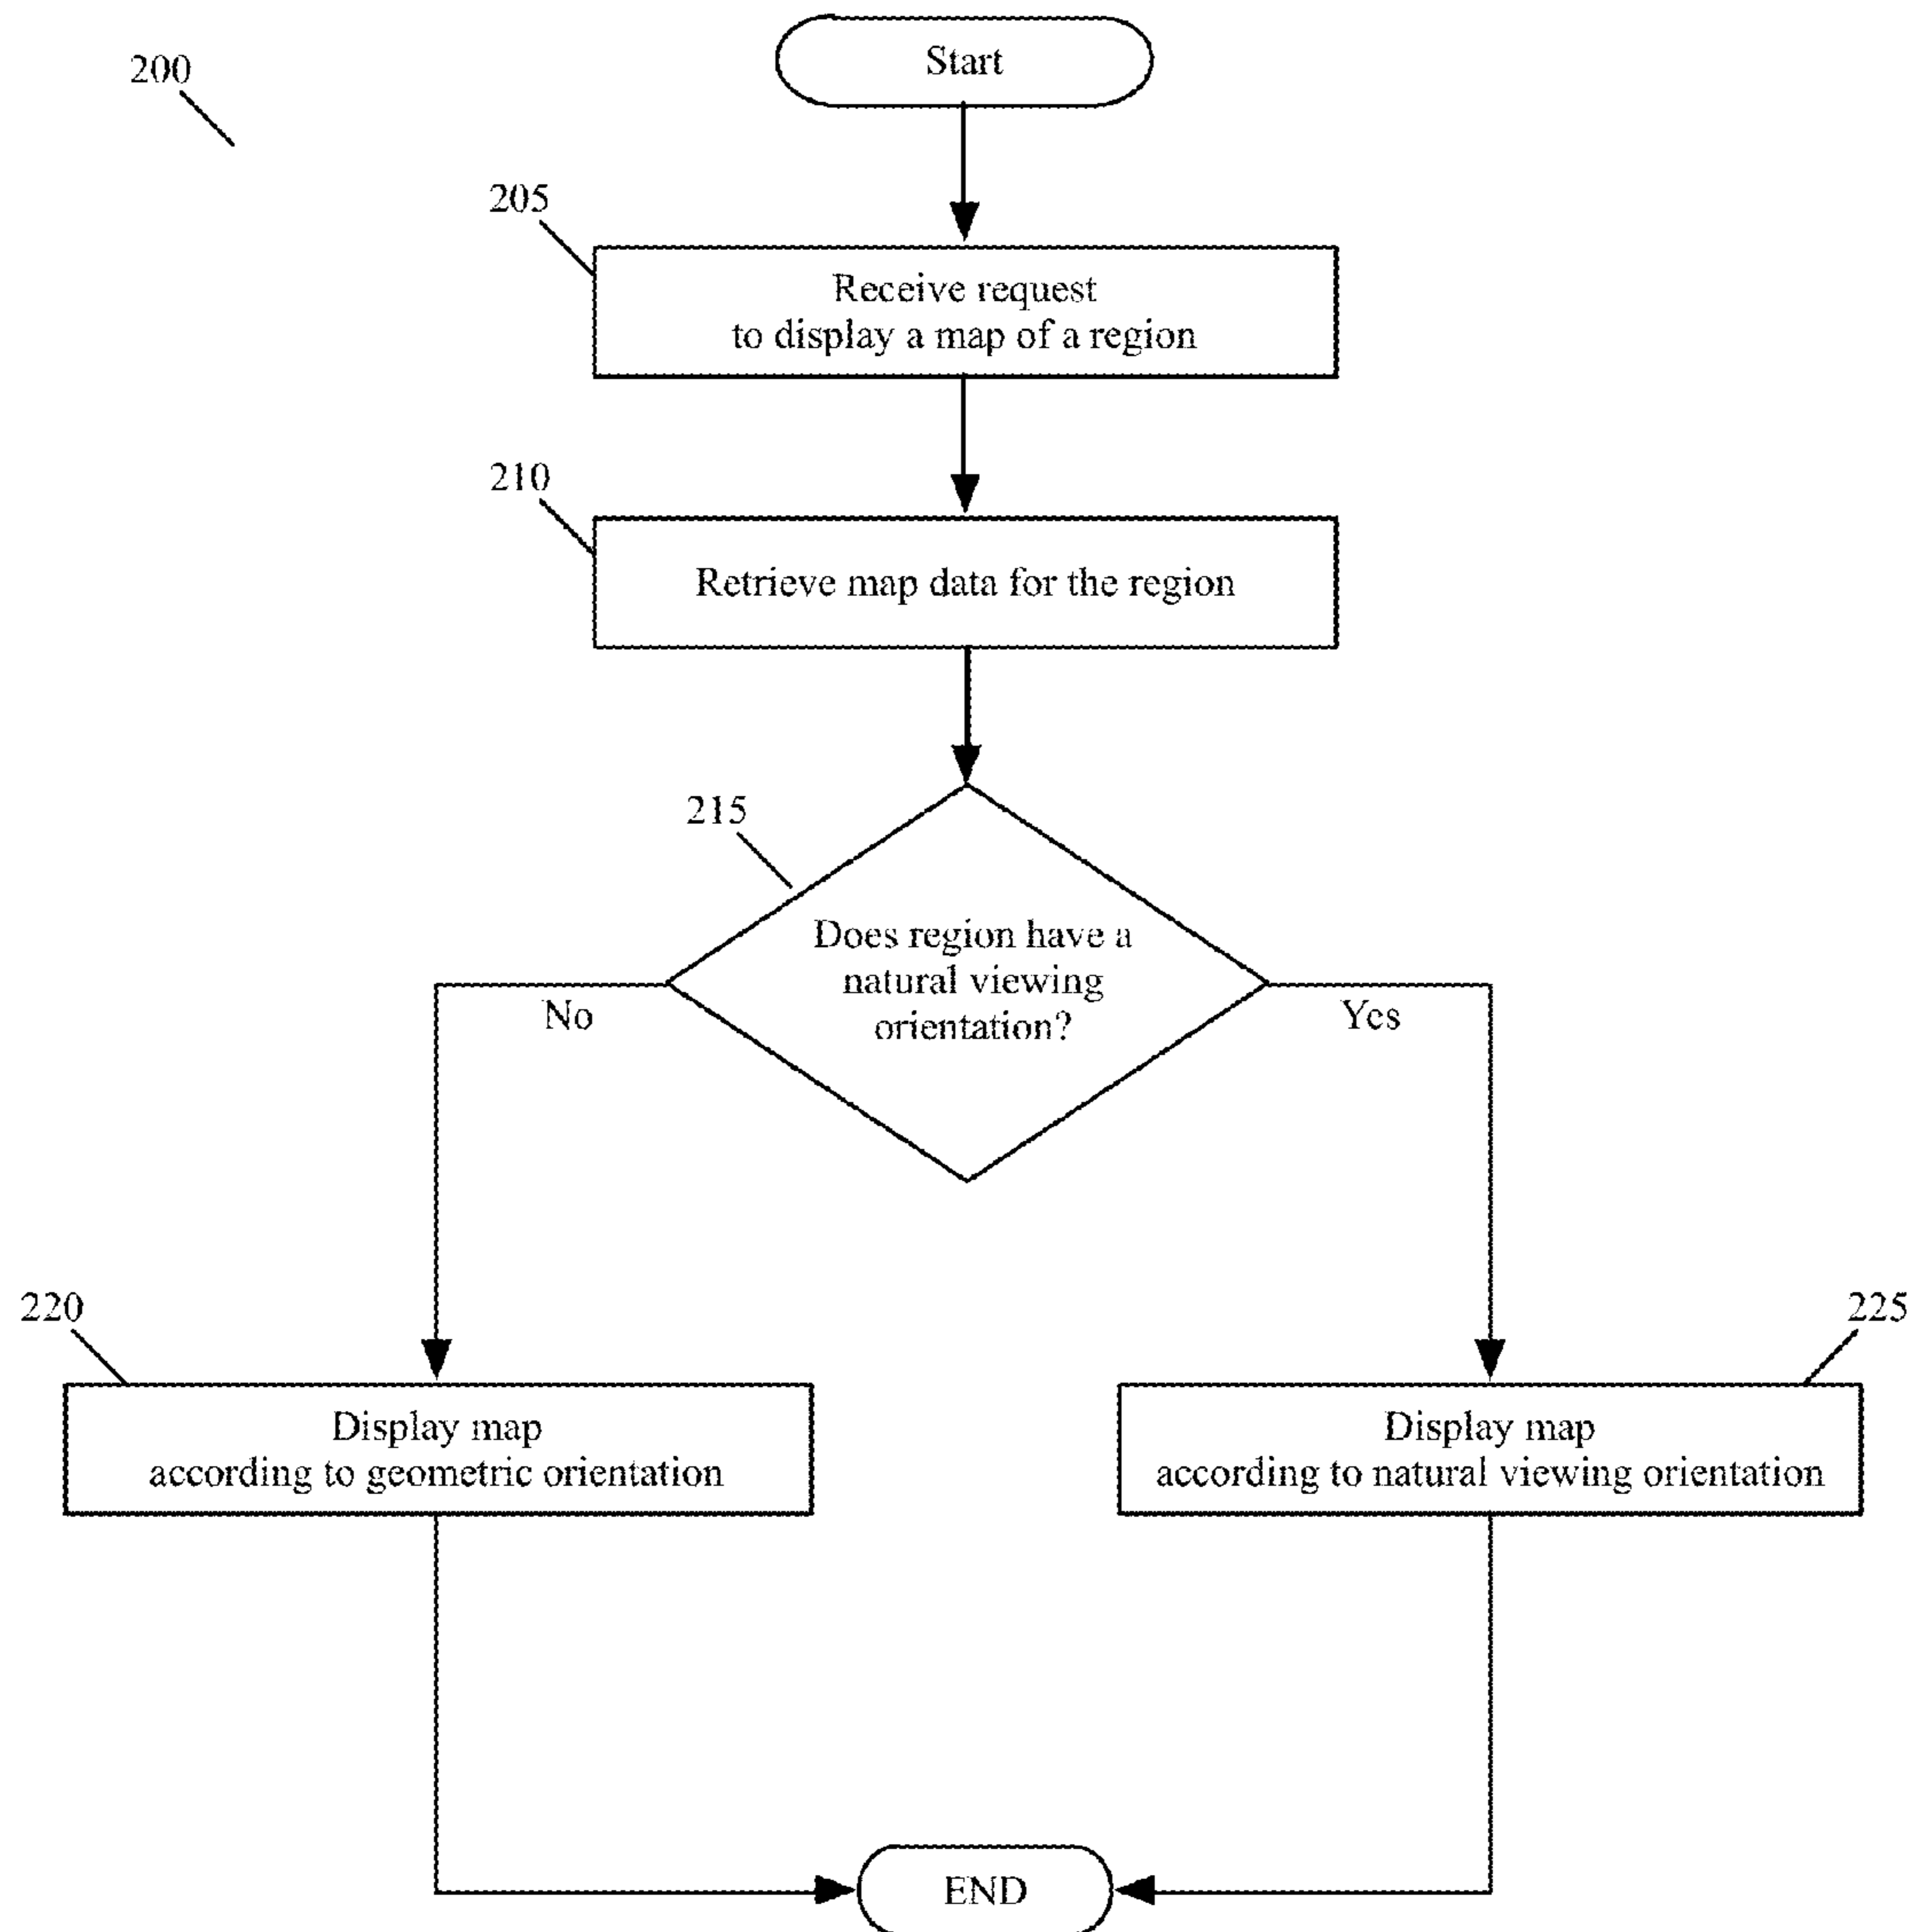 Start
200
205
Receive request
to display a map of a region
210
Retrieve map data for the region
215
Does region have a
natural viewing
orientation?
No
Yes
220
225
Display map
according to geometric orientation
Display map
according to natural viewing orientation
END